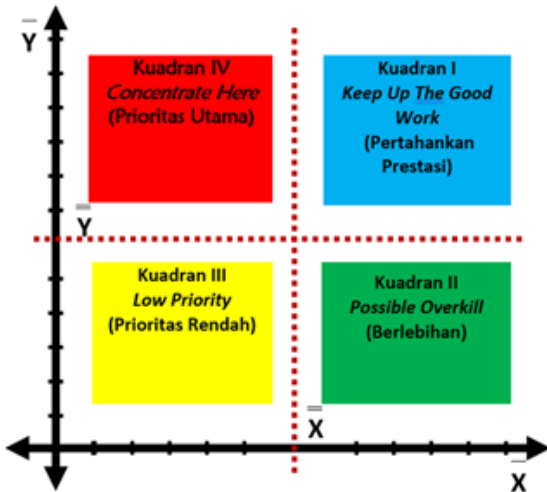 Y̅
Kuadran IV
Concentrate Here
(Prioritas Utama)
Kuadran I
Keep Up The Good
Work
(Pertahankan
Prestasi)
Y̿
Kuadran III
Low Priority
(Prioritas Rendah)
Kuadran II
Possible Overkill
(Berlebihan)
X̿
X̅